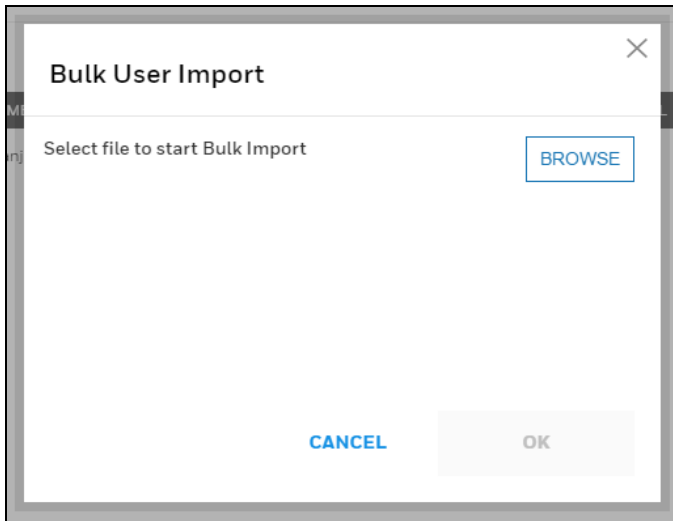 Bulk User Import
Select file to start Bulk Import
BROWSE
CANCEL
OK